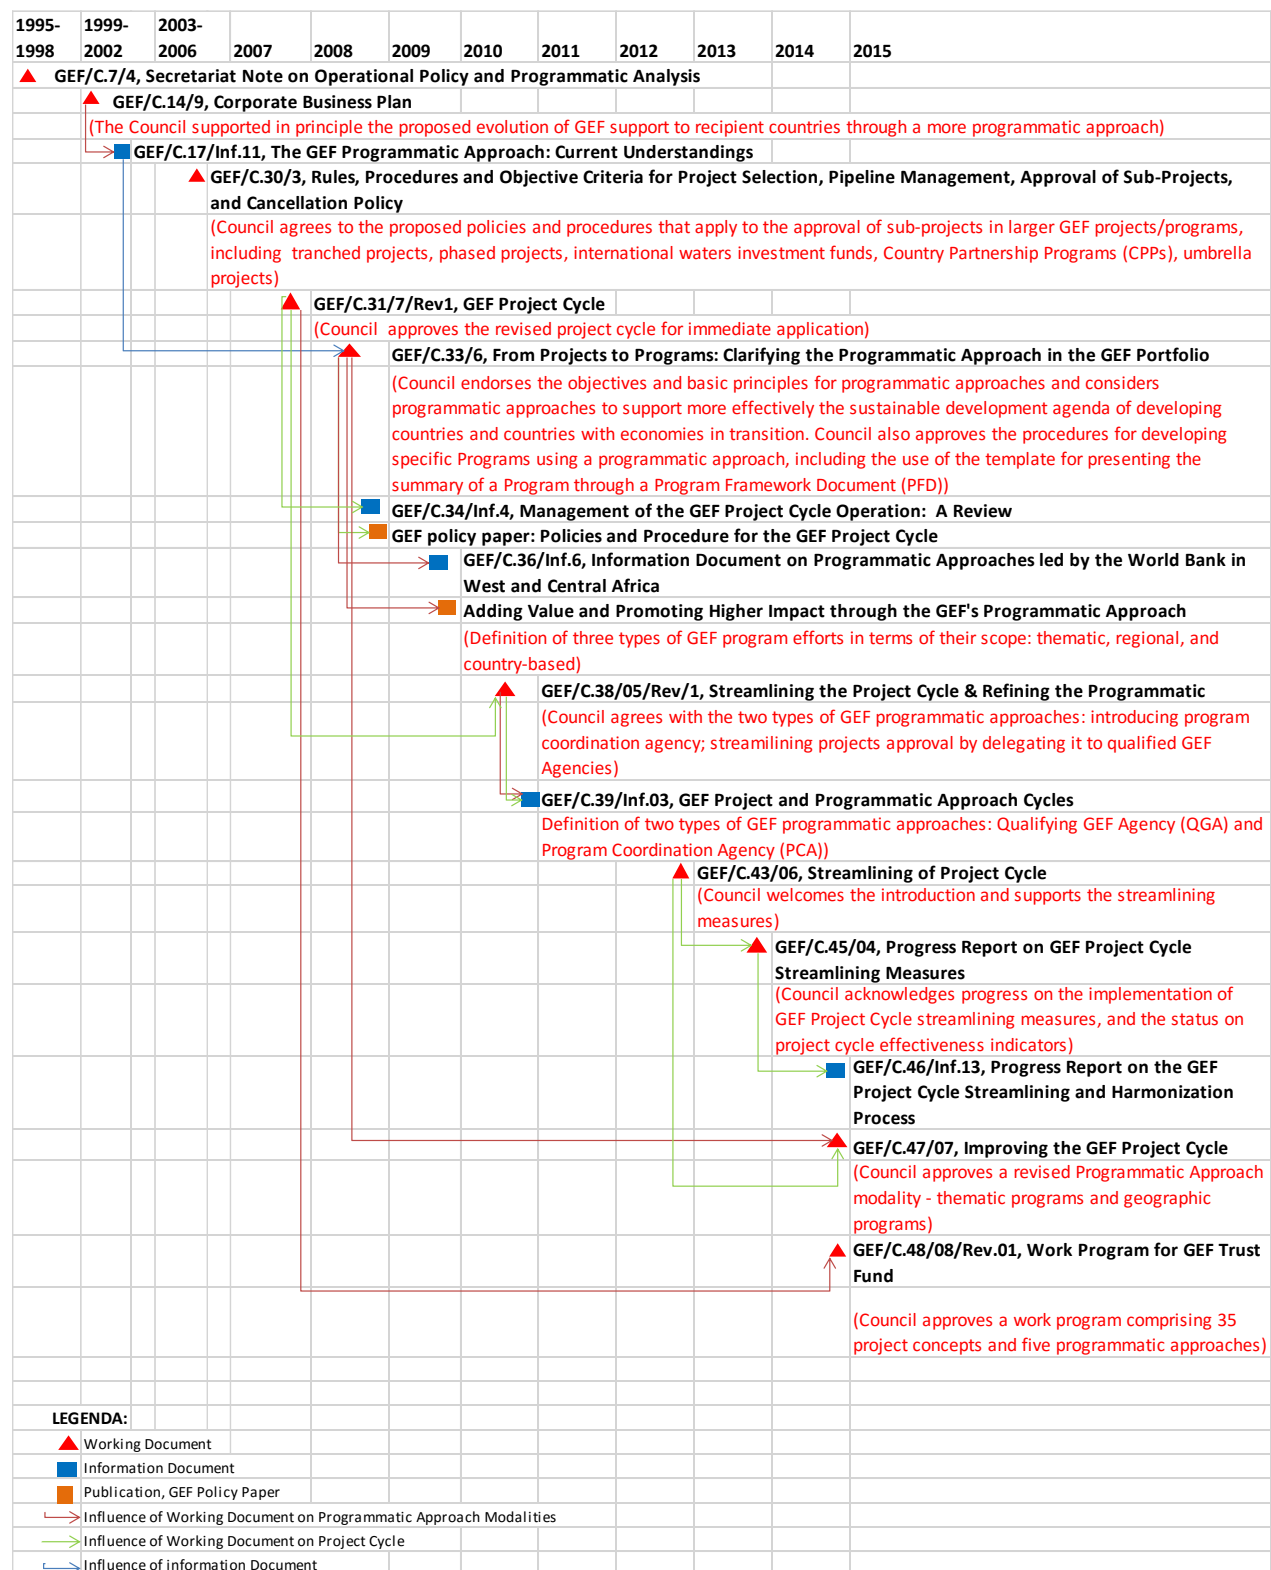 1995- 1999- 2003-
1998 2002 2006 2007 2008 2009 2010 2011 2012 2013 2014 2015
GEF/C.7/4, Secretariat Note on Operational Policy and Programmatic Analysis
GEF/C.14/9, Corporate Business Plan
(The Council supported in principle the proposed evolution of GEF support to recipient countries through a more programmatic approach)
GEF/C.17/Inf.11, The GEF Programmatic Approach: Current Understandings
GEF/C.30/3, Rules, Procedures and Objective Criteria for Project Selection, Pipeline Management, Approval of Sub-Projects,
and Cancellation Policy
(Council agrees to the proposed policies and procedures that apply to the approval of sub-projects in larger GEF projects/programs,
including tranched projects, phased projects, international waters investment funds, Country Partnership Programs (CPPs), umbrella
projects)
GEF/C.31/7/Rev1, GEF Project Cycle
(Council approves the revised project cycle for immediate application)
GEF/C.33/6, From Projects to Programs: Clarifying the Programmatic Approach in the GEF Portfolio
(Council endorses the objectives and basic principles for programmatic approaches and considers
programmatic approaches to support more effectively the sustainable development agenda of developing
countries and countries with economies in transition. Council also approves the procedures for developing
specific Programs using a programmatic approach, including the use of the template for presenting the
summary of a Program through a Program Framework Document (PFD))
GEF/C.34/Inf.4, Management of the GEF Project Cycle Operation: A Review
GEF policy paper: Policies and Procedure for the GEF Project Cycle
GEF/C.36/Inf.6, Information Document on Programmatic Approaches led by the World Bank in
West and Central Africa
Adding Value and Promoting Higher Impact through the GEF's Programmatic Approach
(Definition of three types of GEF program efforts in terms of their scope: thematic, regional, and
country-based)
GEF/C.38/05/Rev/1, Streamlining the Project Cycle & Refining the Programmatic
(Council agrees with the two types of GEF programmatic approaches: introducing program
coordination agency; streamilining projects approval by delegating it to qualified GEF
Agencies)
GEF/C.39/Inf.03, GEF Project and Programmatic Approach Cycles
Definition of two types of GEF programmatic approaches: Qualifying GEF Agency (QGA) and
Program Coordination Agency (PCA))
GEF/C.43/06, Streamlining of Project Cycle
(Council welcomes the introduction and supports the streamlining
measures)
GEF/C.45/04, Progress Report on GEF Project Cycle
Streamlining Measures
(Council acknowledges progress on the implementation of
GEF Project Cycle streamlining measures, and the status on
project cycle effectiveness indicators)
GEF/C.46/Inf.13, Progress Report on the GEF
Project Cycle Streamlining and Harmonization
Process
GEF/C.47/07, Improving the GEF Project Cycle
(Council approves a revised Programmatic Approach
modality - thematic programs and geographic
programs)
GEF/C.48/08/Rev.01, Work Program for GEF Trust
Fund
(Council approves a work program comprising 35
project concepts and five programmatic approaches)
LEGENDA:
Working Document
Information Document
Publication, GEF Policy Paper
Influence of Working Document on Programmatic Approach Modalities
Influence of Working Document on Project Cycle
Influence of information Document